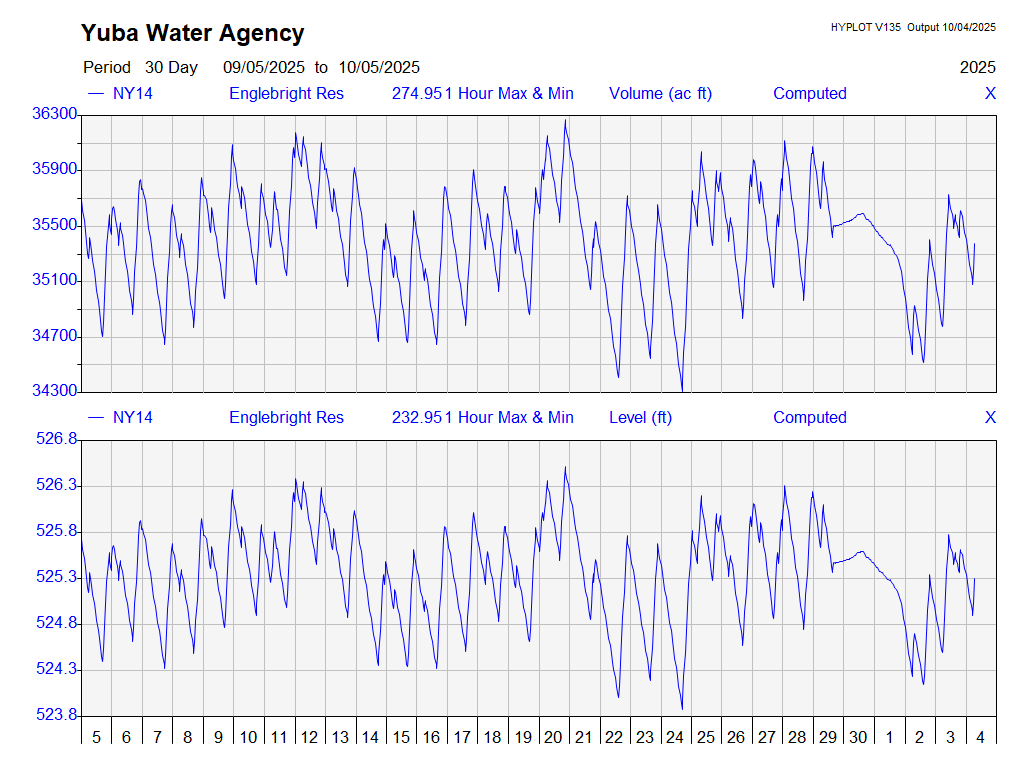 Yuba Water Agency
HYPLOT V135 Output 10/04/2025
Period 30 Day 09/05/2025 to 10/05/2025 2025
NY14 Englebright Res 274.951 Hour Max & Min Volume (ac ft) Computed X
36300
35900
35500
35100
34700
34300
NY14 Englebright Res 232.951 Hour Max & Min Level (ft) Computed X
526.8
526.3
525.8
525.3
524.8
524.3
523.8
5 6 7 8 9 10 11 12 13 14 15 16 17 18 19 20 21 22 23 24 25 26 27 28 29 30 1 2 3 4